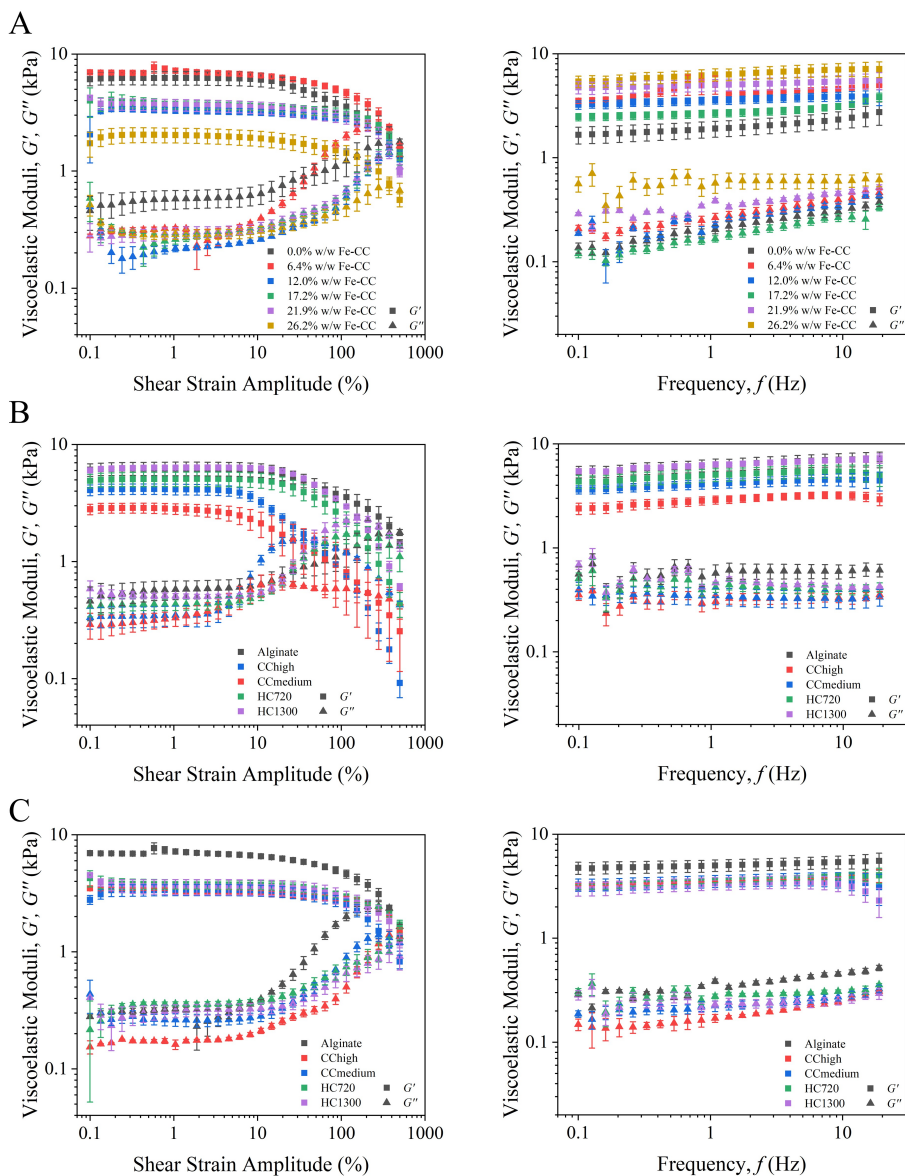 A
Viscoelastic Moduli, G′, G″ (kPa)
10
1
0.1
0.0% w/w Fe-CC
6.4% w/w Fe-CC
12.0% w/w Fe-CC
17.2% w/w Fe-CC
21.9% w/w Fe-CC G′
26.2% w/w Fe-CC G″
0.1 1 10 100 1000
Shear Strain Amplitude (%)
Viscoelastic Moduli, G′, G″ (kPa)
10
1
0.1
0.0% w/w Fe-CC
6.4% w/w Fe-CC
12.0% w/w Fe-CC
17.2% w/w Fe-CC
21.9% w/w Fe-CC G′
26.2% w/w Fe-CC G″
0.1 1 10
Frequency, f (Hz)
B
Viscoelastic Moduli, G′, G″ (kPa)
10
1
0.1
Alginate
CChigh
CCmedium
HC720 G′
HC1300 G″
0.1 1 10 100 1000
Shear Strain Amplitude (%)
Viscoelastic Moduli, G′, G″ (kPa)
10
1
0.1
Alginate
CChigh
CCmedium
HC720 G′
HC1300 G″
0.1 1 10
Frequency, f (Hz)
C
Viscoelastic Moduli, G′, G″ (kPa)
10
1
0.1
Alginate
CChigh
CCmedium
HC720 G′
HC1300 G″
0.1 1 10 100 1000
Shear Strain Amplitude (%)
Viscoelastic Moduli, G′, G″ (kPa)
10
1
0.1
Alginate
CChigh
CCmedium
HC720 G′
HC1300 G″
0.1 1 10
Frequency, f (Hz)